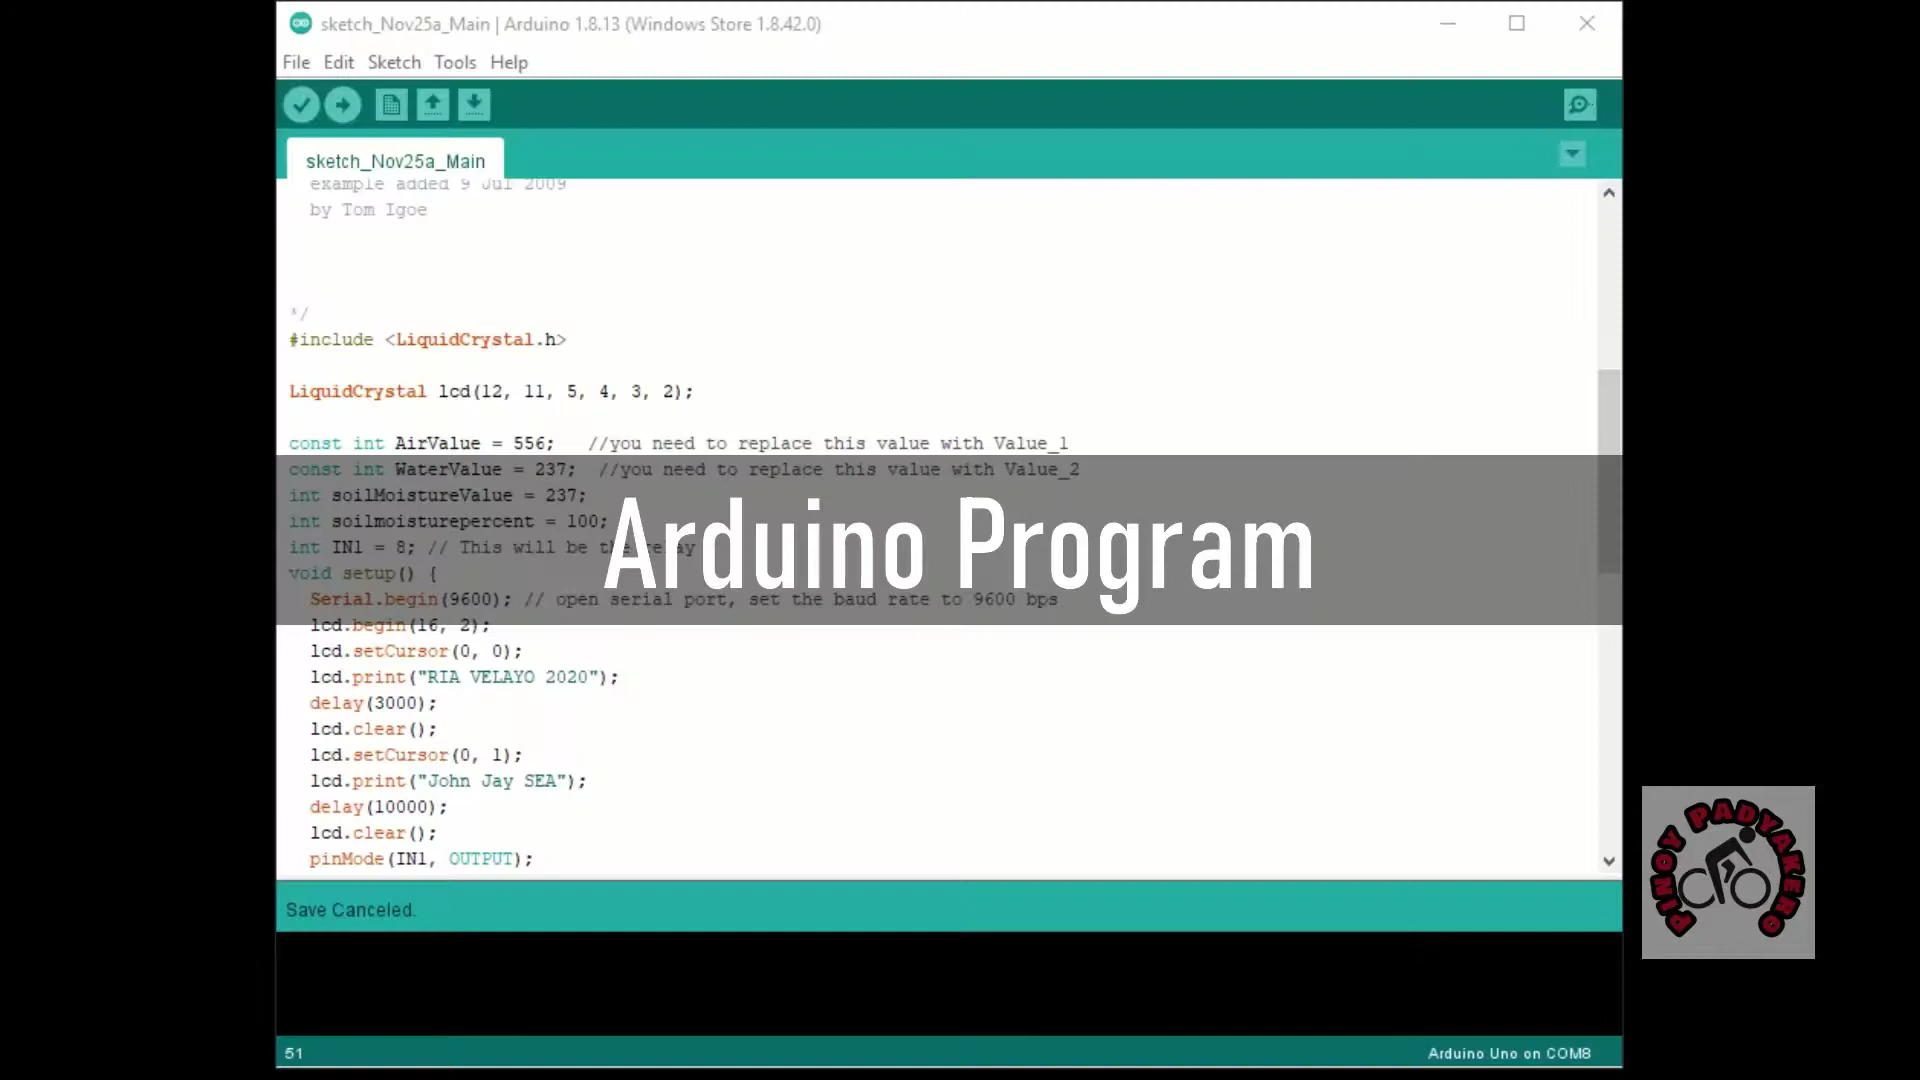 sketch_Nov25a_Main | Arduino 1.8.13 (Windows Store 1.8.42.0)
File Edit Sketch Tools Help
sketch_Nov25a_Main
example added 9 Jul 2009
by Tom Igoe
*/
#include <LiquidCrystal.h>
LiquidCrystal lcd(12, 11, 5, 4, 3, 2);
const int AirValue = 556; //you need to replace this value with Value_1
const int WaterValue = 237; //you need to replace this value with Value_2
int soilMoistureValue = 237;
int soilmoisturepercent = 100;
Arduino Program
int IN1 = 8; // This will be the relay
void setup() {
Serial.begin(9600); // open serial port, set the baud rate to 9600 bps
lcd.begin(16, 2);
lcd.setCursor(0, 0);
lcd.print("RIA VELAYO 2020");
delay(3000);
lcd.clear();
lcd.setCursor(0, 1);
lcd.print("John Jay SEA");
delay(10000);
lcd.clear();
pinMode(IN1, OUTPUT);
PINOY PADYAKERO
Save Canceled.
51
Arduino Uno on COM8